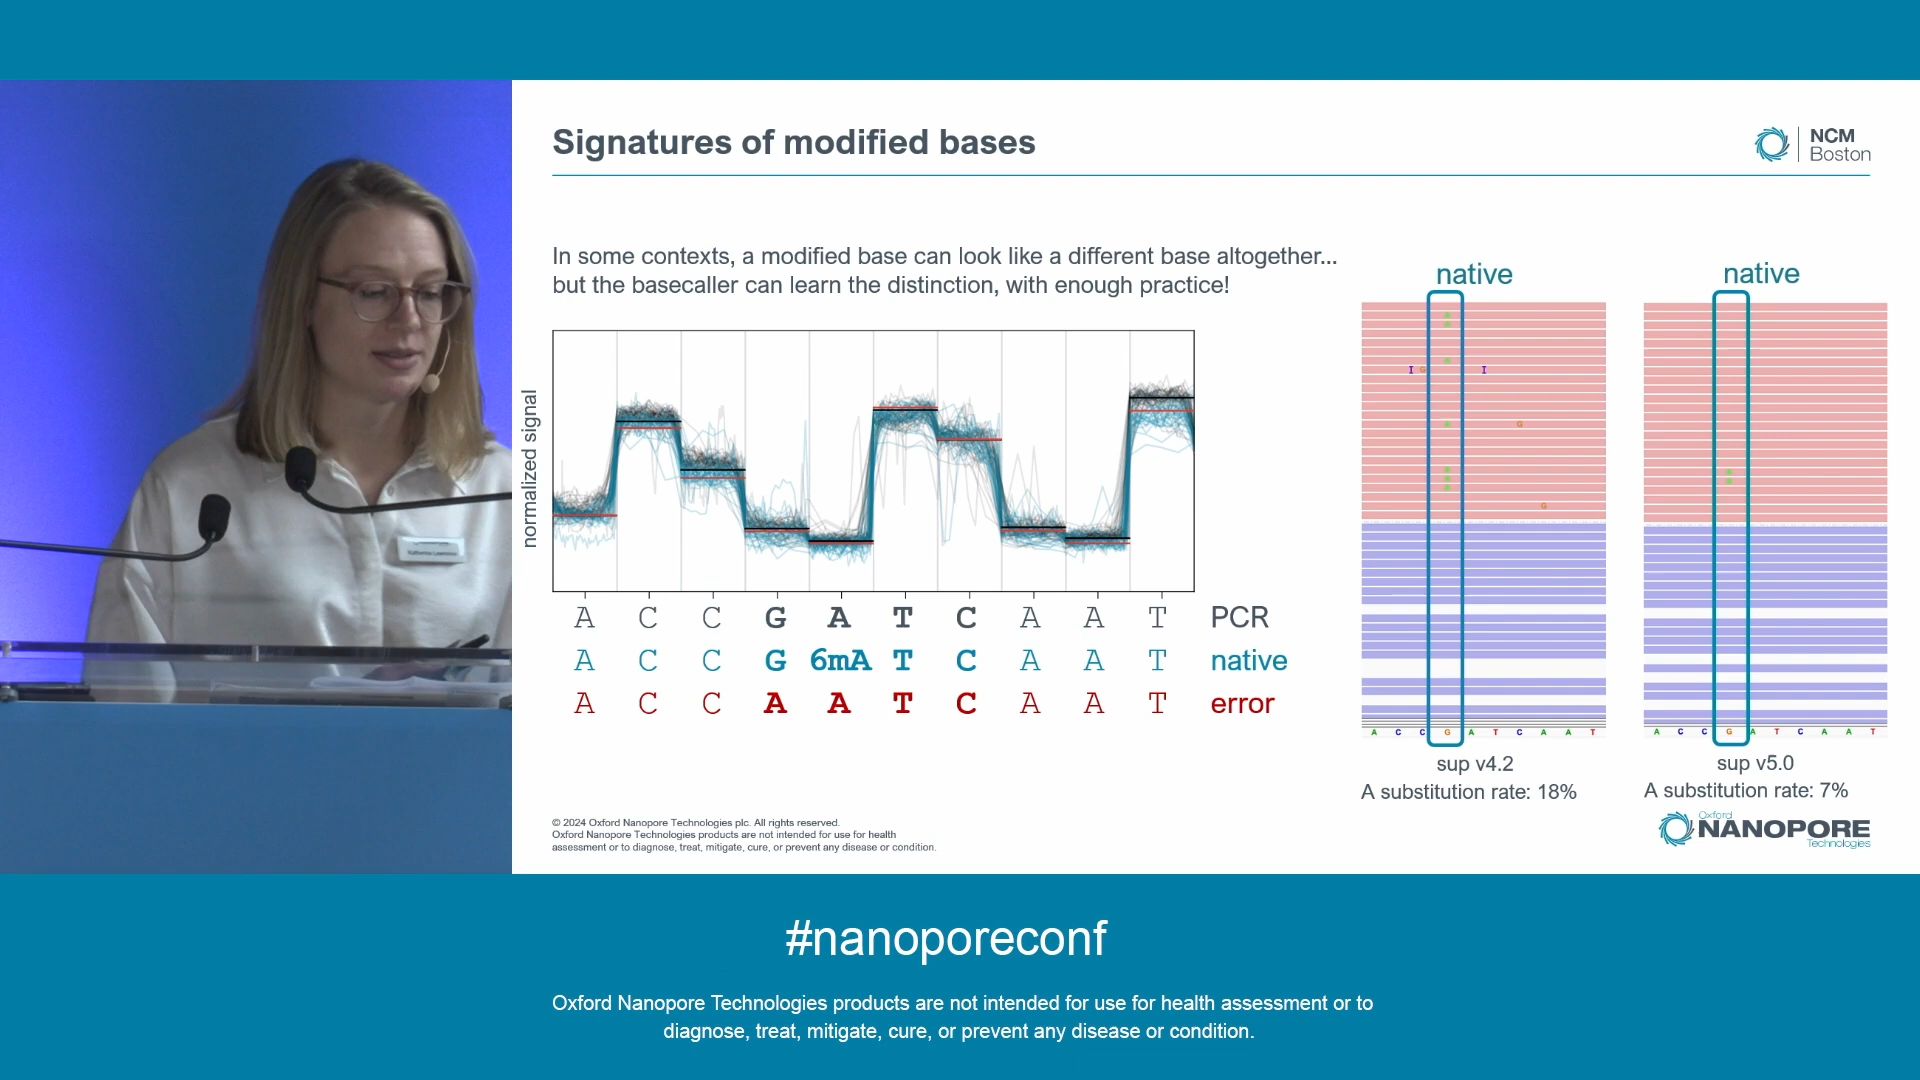 Signatures of modified bases
NCM
Boston
In some contexts, a modified base can look like a different base altogether...
but the basecaller can learn the distinction, with enough practice!
normalized signal
A C C G A T C A A T PCR
A C C G 6mA T C A A T native
A C C A A T C A A T error
native
I G I
G
G
A C C G A T C A A T
sup v4.2
A substitution rate: 18%
native
A C C G A T C A A T
sup v5.0
A substitution rate: 7%
© 2024 Oxford Nanopore Technologies plc. All rights reserved.
Oxford Nanopore Technologies products are not intended for use for health
assessment or to diagnose, treat, mitigate, cure, or prevent any disease or condition.
Oxford
NANOPORE
Technologies
Katherine Lawrence
#nanoporeconf
Oxford Nanopore Technologies products are not intended for use for health assessment or to
diagnose, treat, mitigate, cure, or prevent any disease or condition.